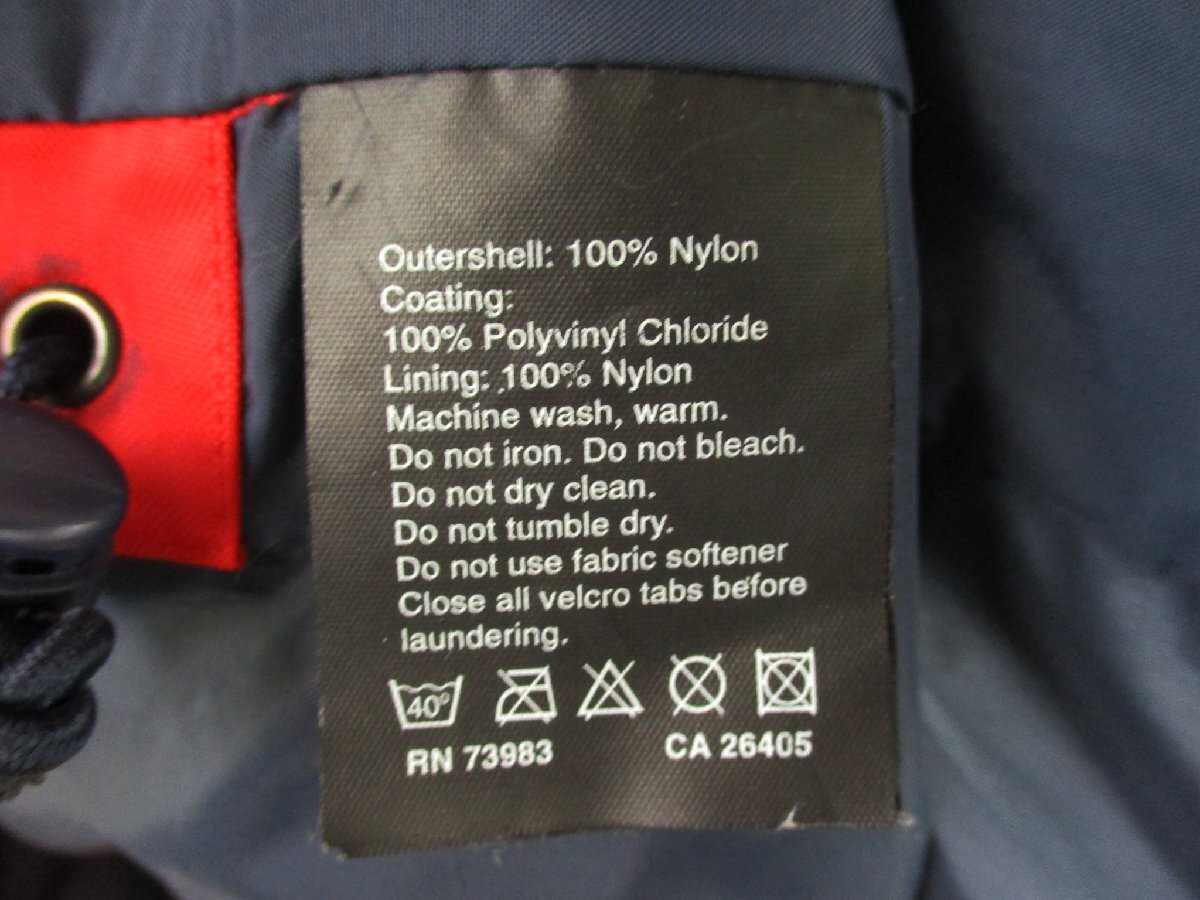 Outershell: 100% Nylon
Coating:
100% Polyvinyl Chloride
Lining: 100% Nylon
Machine wash, warm.
Do not iron. Do not bleach.
Do not dry clean.
Do not tumble dry.
Do not use fabric softener
Close all velcro tabs before
laundering.
40°
RN 73983 CA 26405